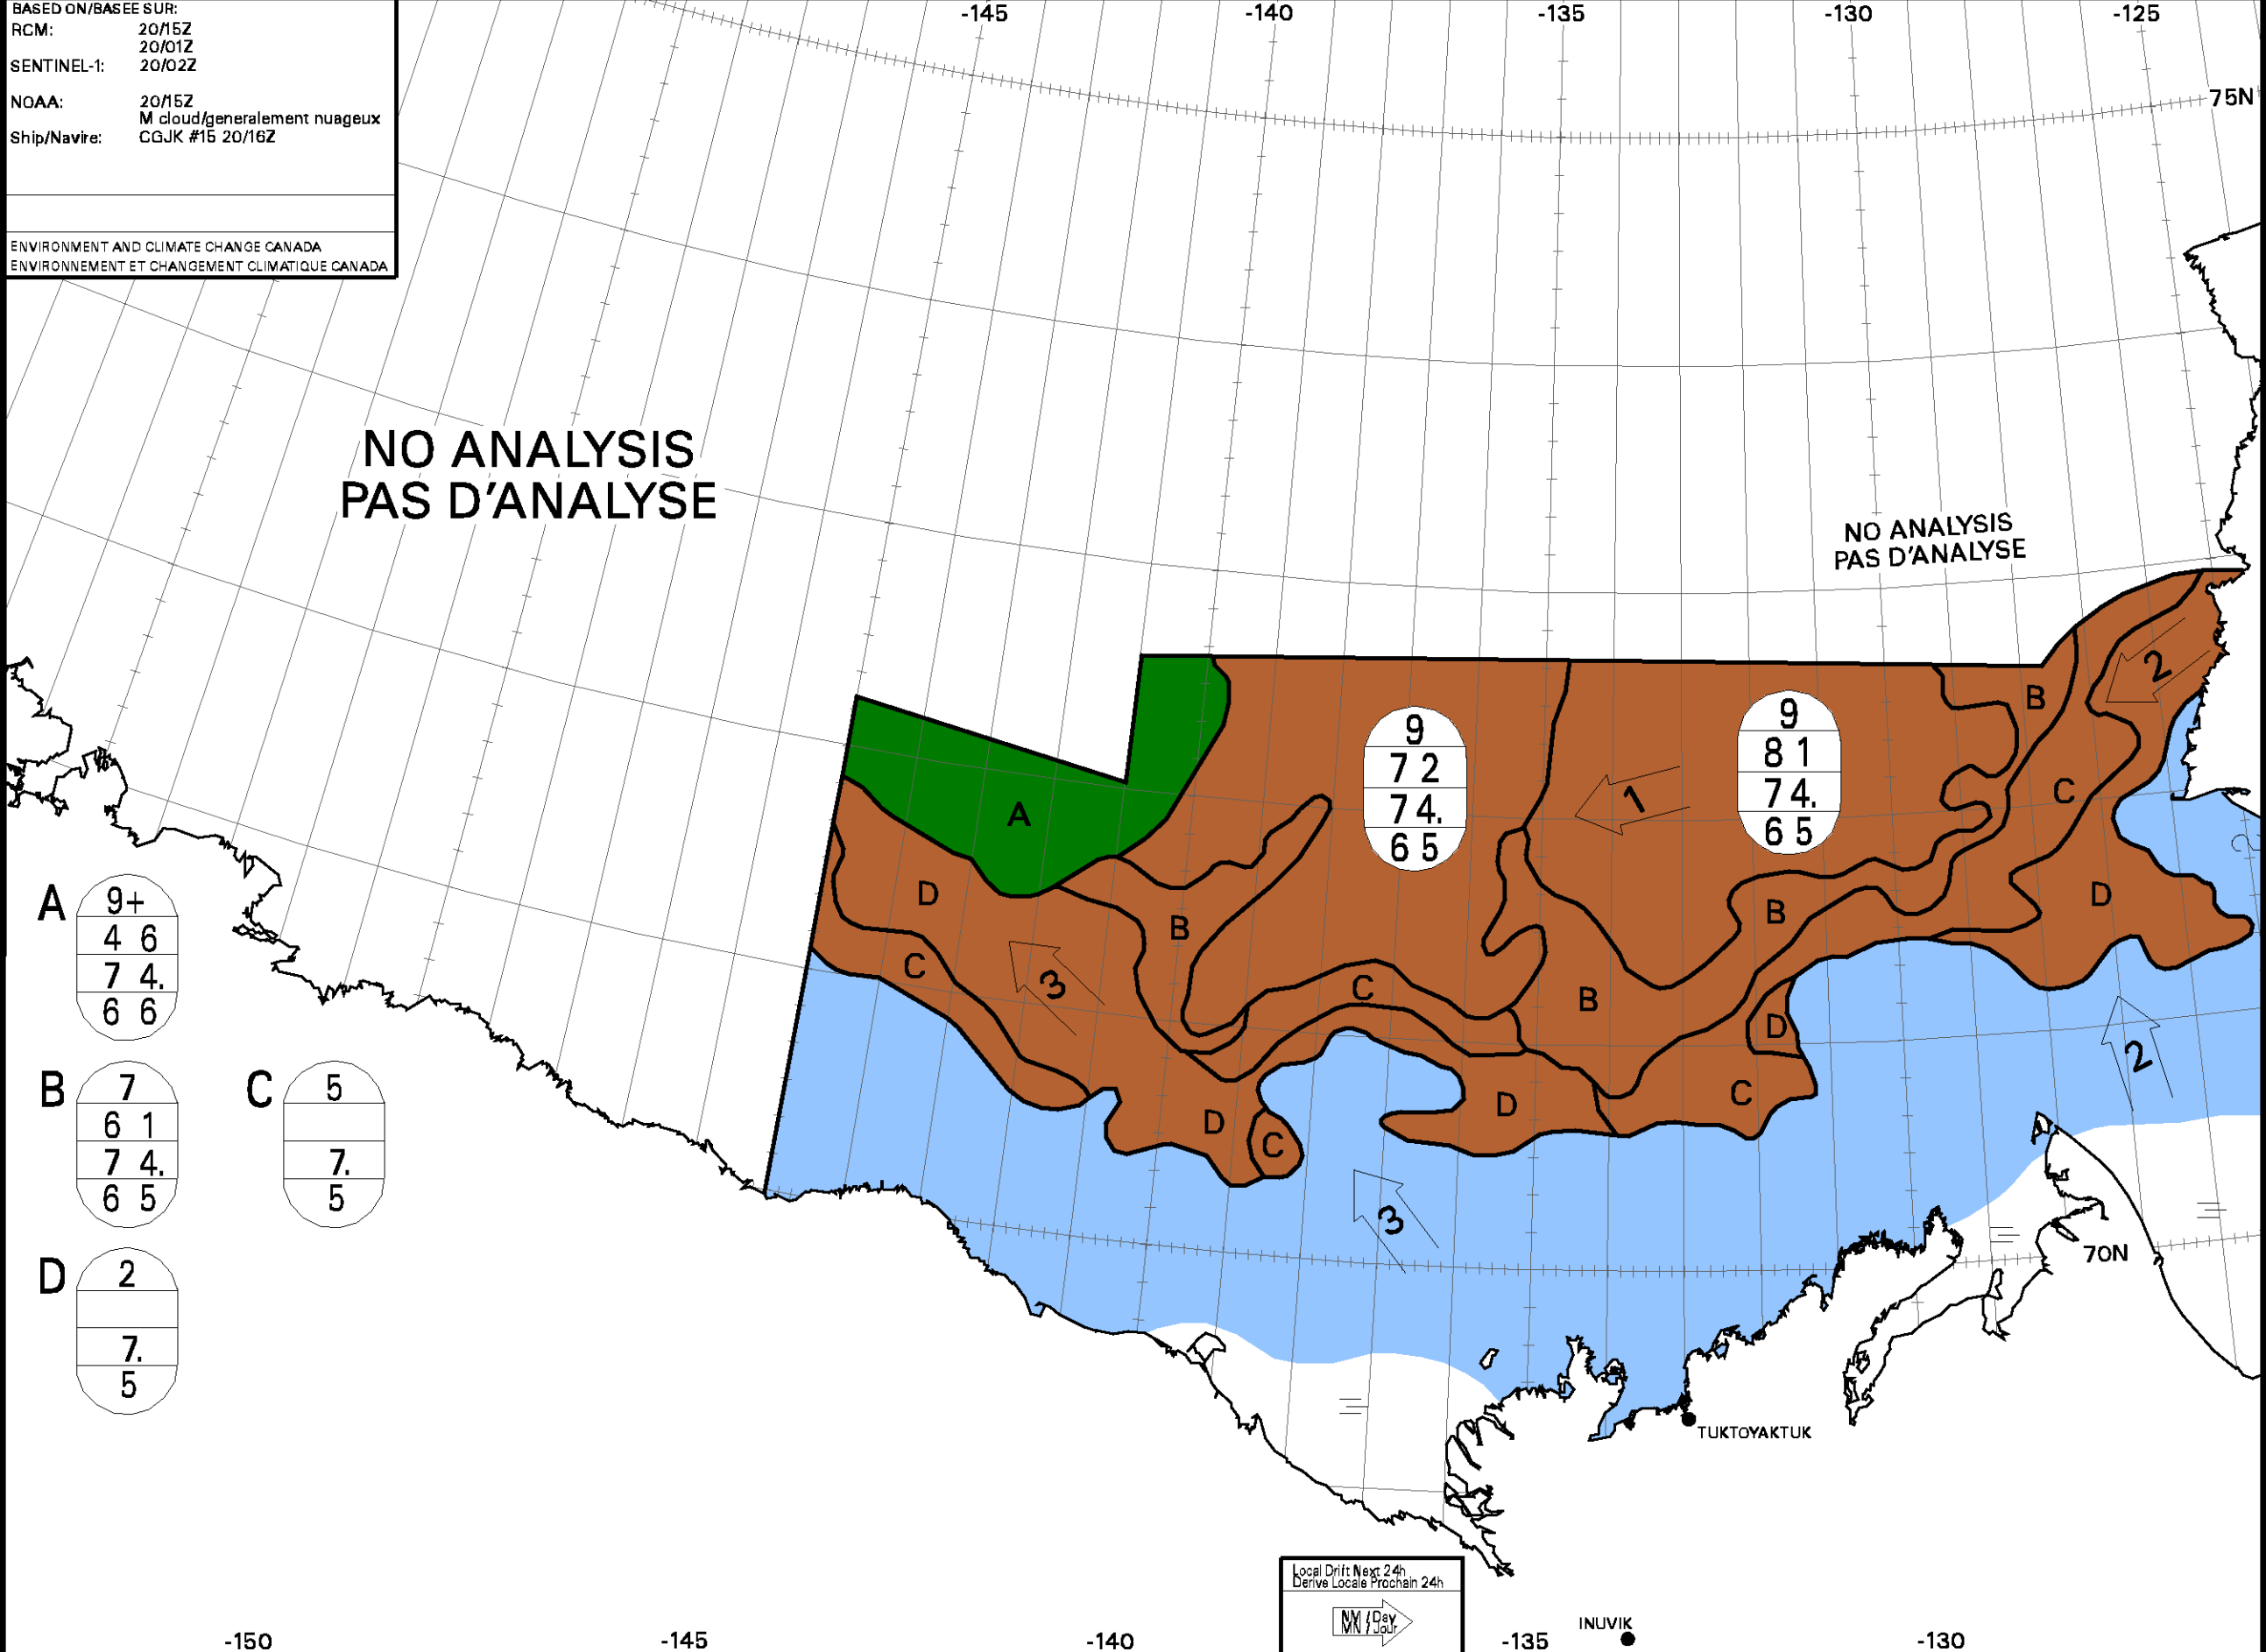 BASED ON/BASEE SUR:
RCM: 20/15Z
20/01Z
SENTINEL-1: 20/02Z
NOAA: 20/15Z
M cloud/generalement nuageux
Ship/Navire: CGJK #15 20/16Z
ENVIRONMENT AND CLIMATE CHANGE CANADA
ENVIRONNEMENT ET CHANGEMENT CLIMATIQUE CANADA
-145 -140 -135 -130 -125
75N
NO ANALYSIS
PAS D'ANALYSE
NO ANALYSIS
PAS D'ANALYSE
2
B
9
7 2
7 4.
6 5
9
8 1
7 4.
6 5
1
C
A
D
B
B
D
C
3
C
B
D
2
D
C
D
D
C
3
A
9+
4 6
7 4.
6 6
B
7
6 1
7 4.
6 5
C
5
7.
5
D
2
7.
5
70N
TUKTOYAKTUK
Local Drift Next 24h
Derive Locale Prochain 24h
NM / Day
MN / Jour
INUVIK
-150 -145 -140 -135 -130